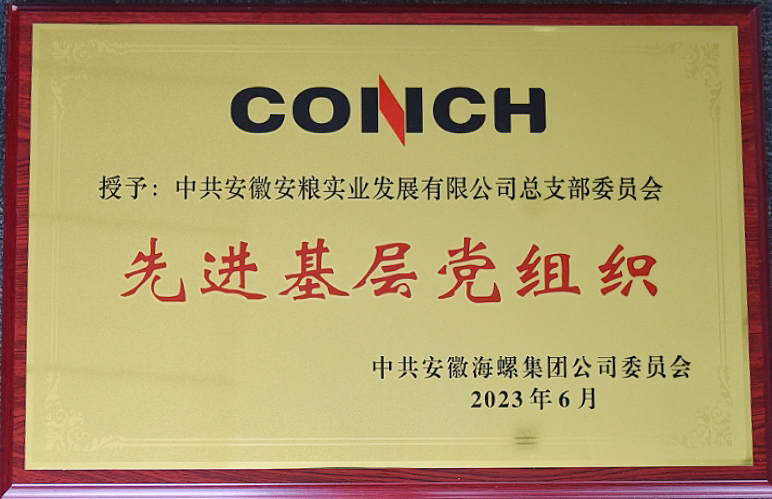 CONCH
授予：中共安徽安粮实业发展有限公司总支部委员会
先进基层党组织
中共安徽海螺集团公司委员会
2023年6月